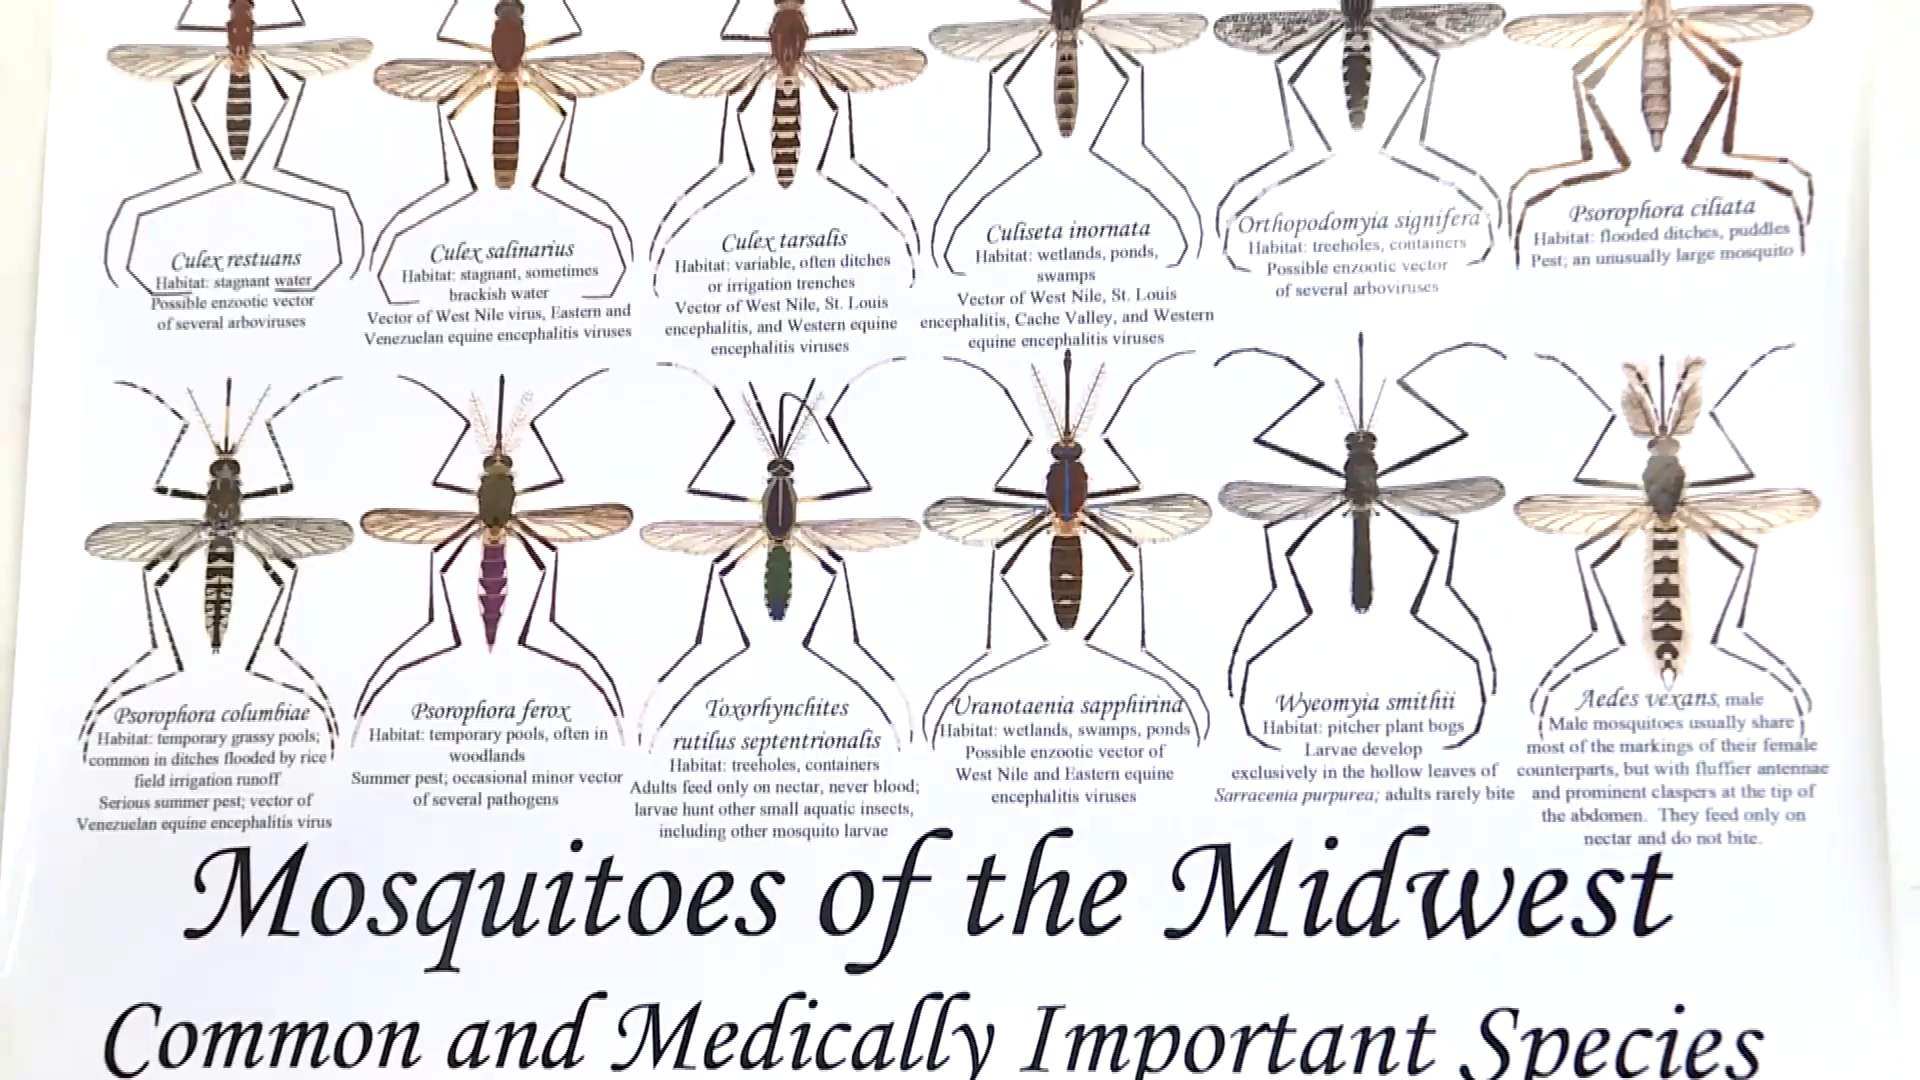 Culex restuans
Habitat: stagnant water
Possible enzootic vector
of several arboviruses
Culex salinarius
Habitat: stagnant, sometimes
brackish water
Vector of West Nile virus, Eastern and
Venezuelan equine encephalitis viruses
Culex tarsalis
Habitat: variable, often ditches
or irrigation trenches
Vector of West Nile, St. Louis
encephalitis, and Western equine
encephalitis viruses
Culiseta inornata
Habitat: wetlands, ponds,
swamps
Vector of West Nile, St. Louis
encephalitis, Cache Valley, and Western
equine encephalitis viruses
Orthopodomyia signifera
Habitat: treeholes, containers
Possible enzootic vector
of several arboviruses
Psorophora ciliata
Habitat: flooded ditches, puddles
Pest; an unusually large mosquito
Psorophora columbiae
Habitat: temporary grassy pools;
common in ditches flooded by rice
field irrigation runoff
Serious summer pest; vector of
Venezuelan equine encephalitis virus
Psorophora ferox
Habitat: temporary pools, often in
woodlands
Summer pest; occasional minor vector
of several pathogens
Toxorhynchites
rutilus septentrionalis
Habitat: treeholes, containers
Adults feed only on nectar, never blood;
larvae hunt other small aquatic insects,
including other mosquito larvae
Uranotaenia sapphirina
Habitat: wetlands, swamps, ponds
Possible enzootic vector of
West Nile and Eastern equine
encephalitis viruses
Wyeomyia smithii
Habitat: pitcher plant bogs
Larvae develop
exclusively in the hollow leaves of
Sarracenia purpurea; adults rarely bite
Aedes vexans, male
Male mosquitoes usually share
most of the markings of their female
counterparts, but with fluffier antennae
and prominent claspers at the tip of
the abdomen. They feed only on
nectar and do not bite.
Mosquitoes of the Midwest
Common and Medically Important Species